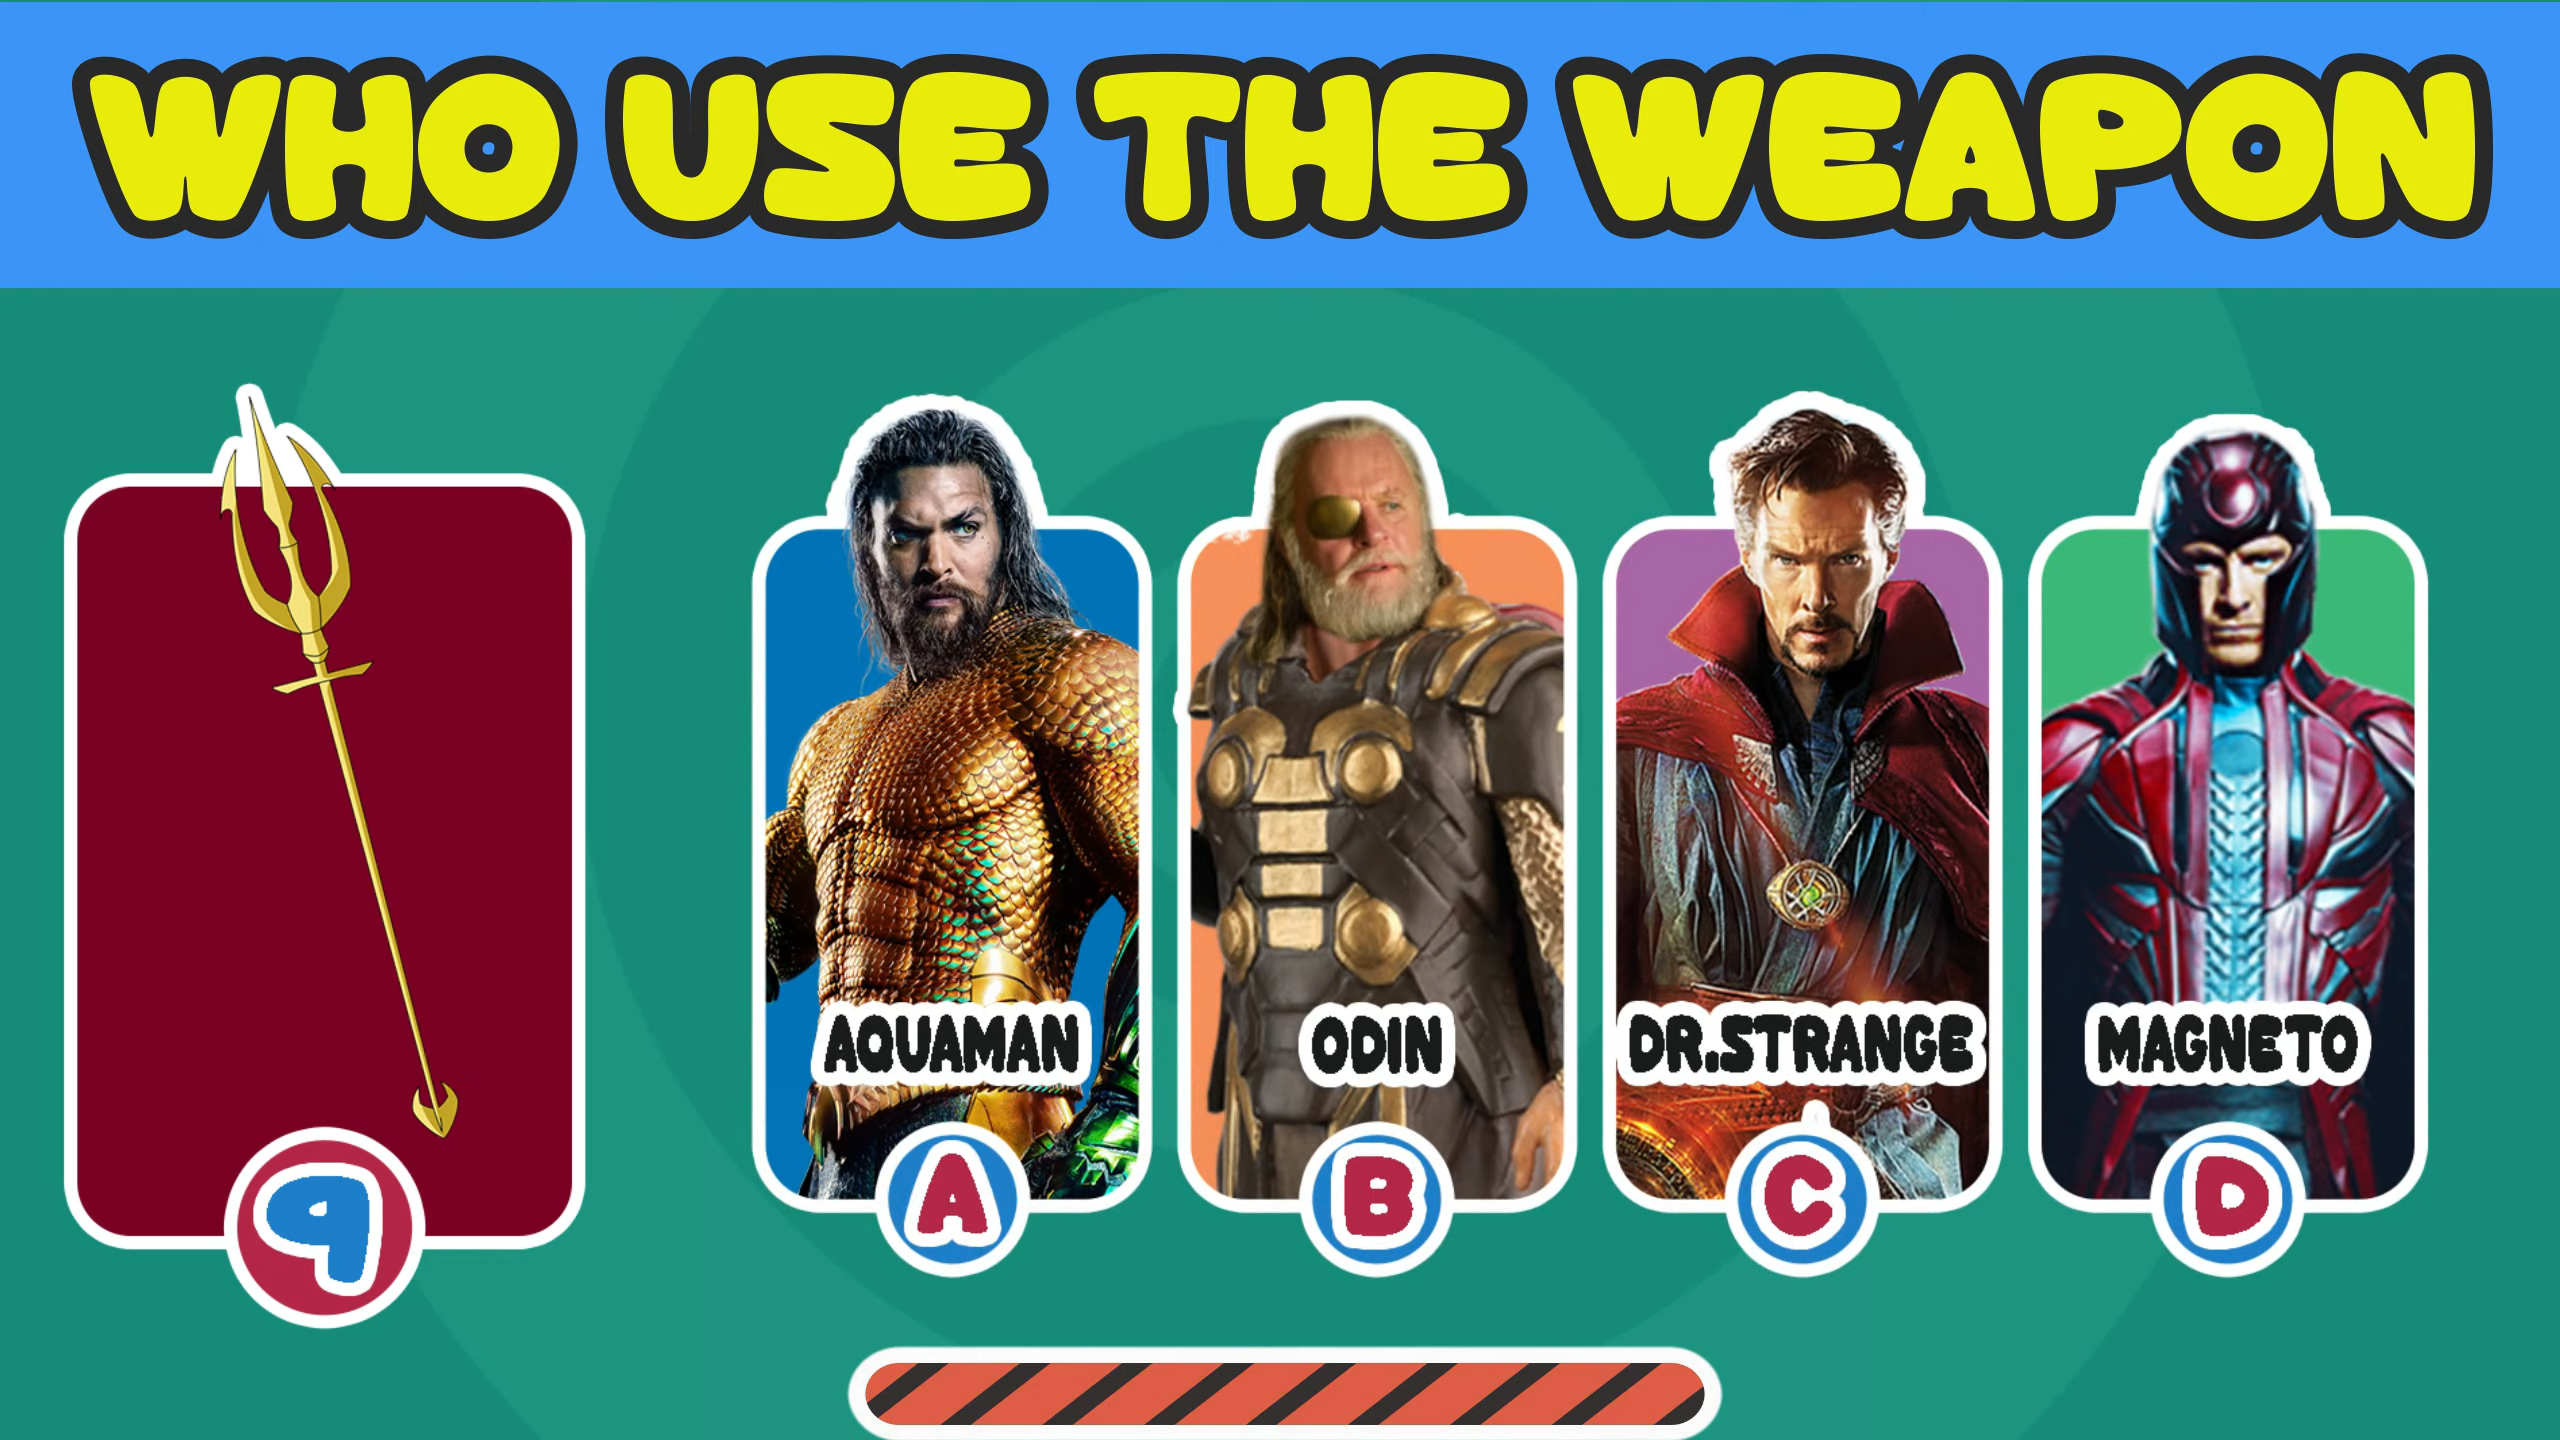 WHO USE THE WEAPON
AQUAMAN
ODIN
DR.STRANGE
MAGNETO
9
A
B
C
D